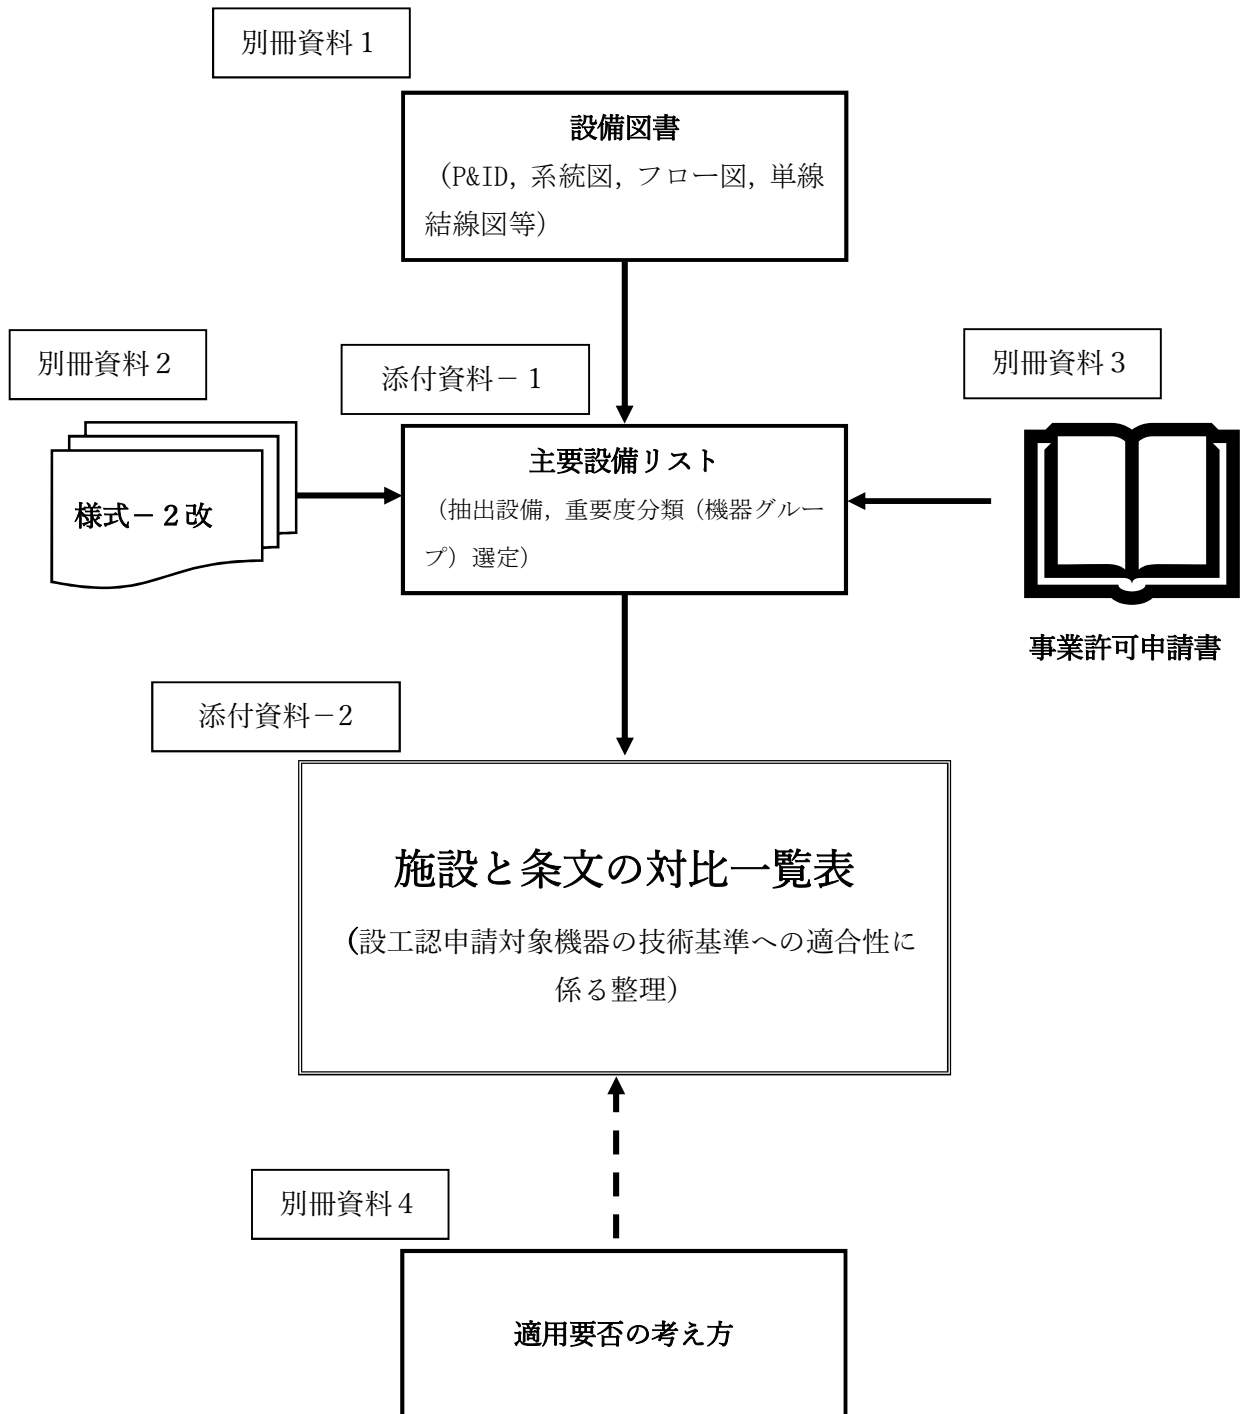 別冊資料１
設備図書
（P&ID, 系統図, フロー図, 単線
結線図等）
別冊資料２
添付資料－１
別冊資料３
主要設備リスト
（抽出設備, 重要度分類（機器グルー
プ）選定）
様式－２改
事業許可申請書
添付資料－2
施設と条文の対比一覧表
（設工認申請対象機器の技術基準への適合性に
係る整理）
別冊資料４
適用要否の考え方